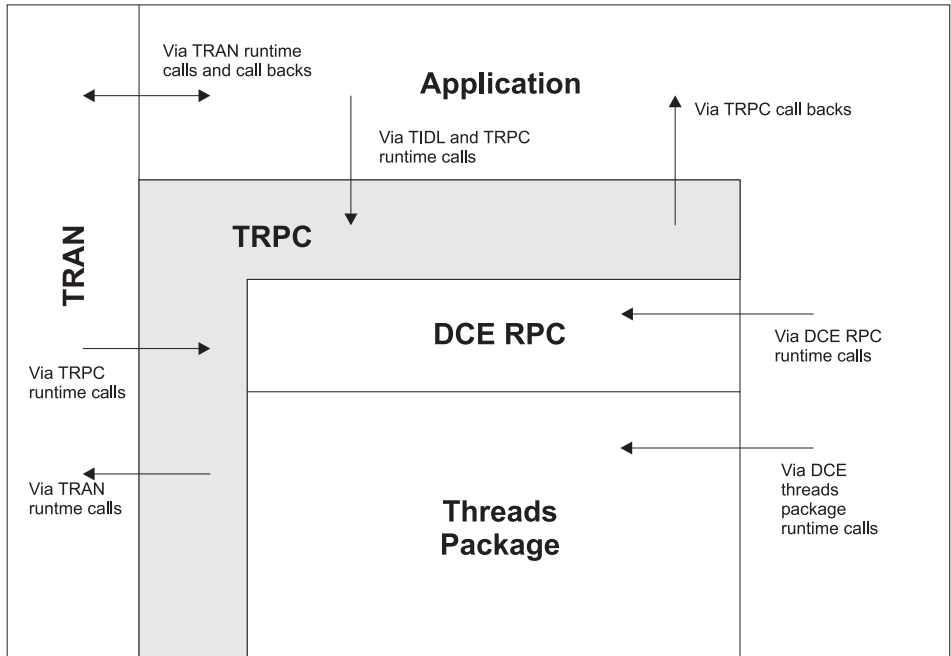 Via TRAN runtime
calls and call backs
Application
Via TRPC call backs
Via TIDL and TRPC
runtime calls
TRPC
TRAN
DCE RPC
Via DCE RPC
runtime calls
Via TRPC
runtime calls
Via TRAN
runtme calls
Via DCE
threads
package
runtime calls
Threads
Package